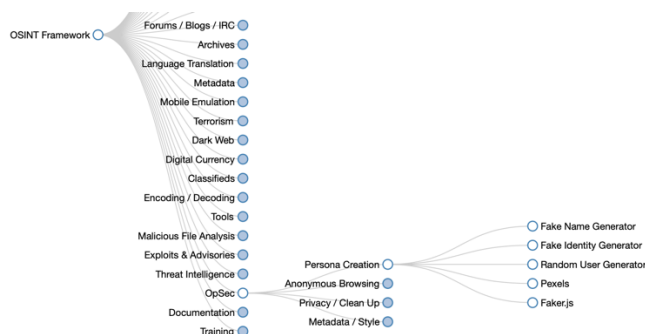 OSINT Framework
Forums / Blogs / IRC
Archives
Language Translation
Metadata
Mobile Emulation
Terrorism
Dark Web
Digital Currency
Classifieds
Encoding / Decoding
Tools
Malicious File Analysis
Exploits & Advisories
Threat Intelligence
OpSec
Documentation
Training
Persona Creation
Anonymous Browsing
Privacy / Clean Up
Metadata / Style
Fake Name Generator
Fake Identity Generator
Random User Generator
Pexels
Faker.js